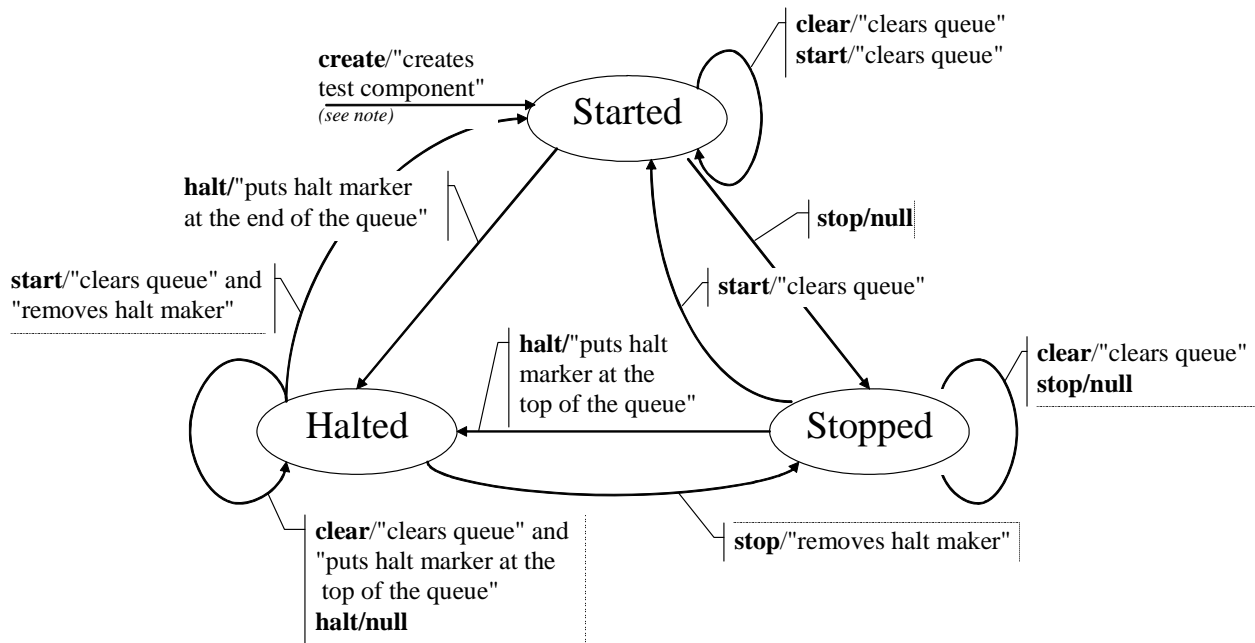 clear/"clears queue"
start/"clears queue"
create/"creates
test component"
(see note)
Started
halt/"puts halt marker
at the end of the queue"
stop/null
start/"clears queue" and
"removes halt maker"
start/"clears queue"
halt/"puts halt
marker at the
top of the queue"
clear/"clears queue"
stop/null
Halted
Stopped
clear/"clears queue" and
"puts halt marker at the
top of the queue"
halt/null
stop/"removes halt maker"